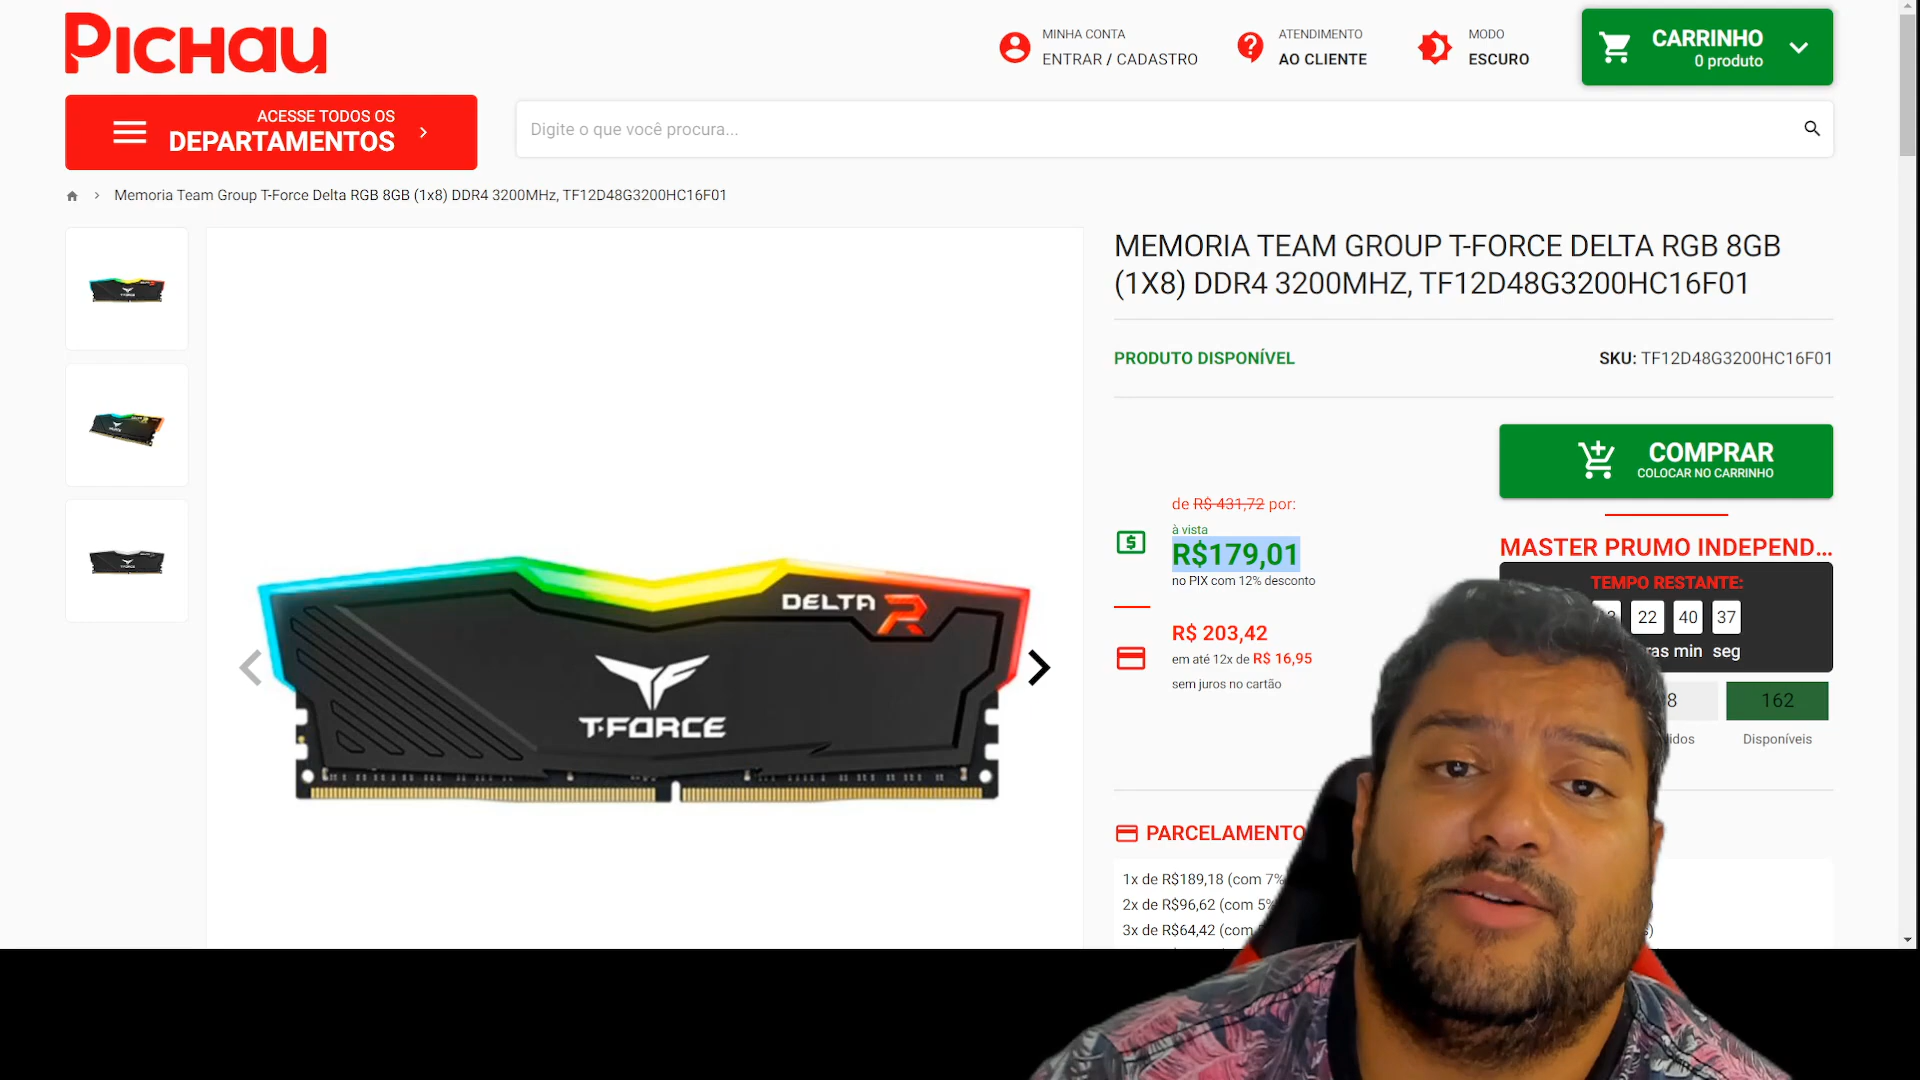 PICHAU
MINHA CONTA
ENTRAR / CADASTRO
ATENDIMENTO
AO CLIENTE
MODO
ESCURO
CARRINHO
0 produto
ACESSE TODOS OS
DEPARTAMENTOS
Digite o que você procura...
Memoria Team Group T-Force Delta RGB 8GB (1x8) DDR4 3200MHz, TF12D48G3200HC16F01
MEMORIA TEAM GROUP T-FORCE DELTA RGB 8GB
(1X8) DDR4 3200MHZ, TF12D48G3200HC16F01
PRODUTO DISPONÍVEL
SKU: TF12D48G3200HC16F01
COMPRAR
COLOCAR NO CARRINHO
de R$ 431,72 por:
à vista
R$179,01
no PIX com 12% desconto
R$ 203,42
em até 12x de R$ 16,95
sem juros no cartão
MASTER PRUMO INDEPEND...
TEMPO RESTANTE:
22 40 37
min seg
8 162
Disponíveis
DELTA R
T-FORCE
PARCELAMENTO
1x de R$189,18 (com 7%
2x de R$96,62 (com 5%
3x de R$64,42 (com